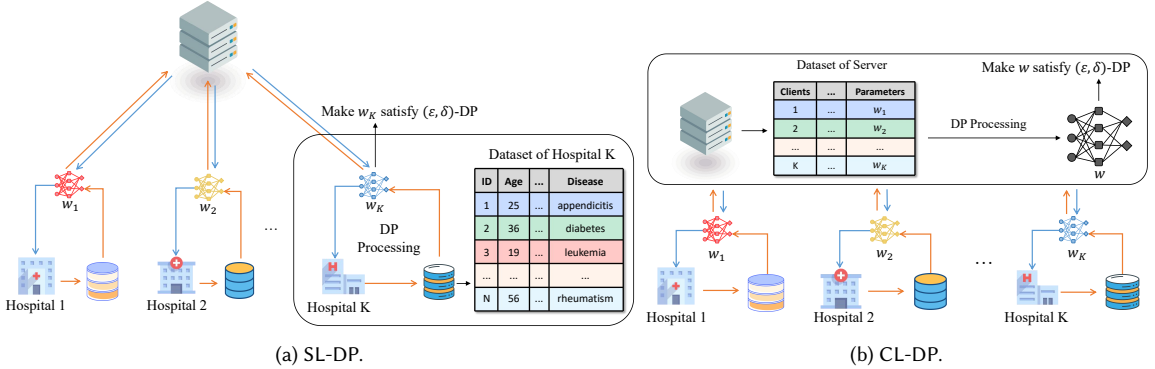 Make w_K satisfy (ε, δ)-DP
Dataset of Hospital K
ID Age ... Disease
1 25 ... appendicitis
2 36 ... diabetes
3 19 ... leukemia
... ... ...
N 56 ... rheumatism
w_1
w_2
...
w_K
DP
Processing
Hospital 1
Hospital 2
Hospital K
(a) SL-DP.
Make w satisfy (ε, δ)-DP
Dataset of Server
Clients ... Parameters
1 ... w_1
2 ... w_2
... ... ...
K ... w_K
DP Processing
w
w_1
w_2
...
w_K
Hospital 1
Hospital 2
Hospital K
(b) CL-DP.